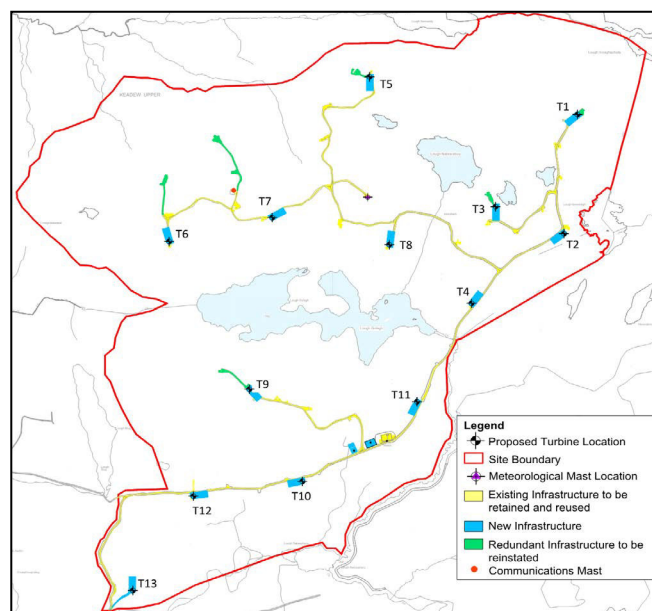 T5
MEADOW UPPER
T1
T3
T7
T6
T2
T8
T4
T9
T11
T10
T12
T13
Legend
Proposed Turbine Location
Site Boundary
Meteorological Mast Location
Existing Infrastructure to be
retained and reused
New Infrastructure
Redundant Infrastructure to be
reinstated
Communications Mast